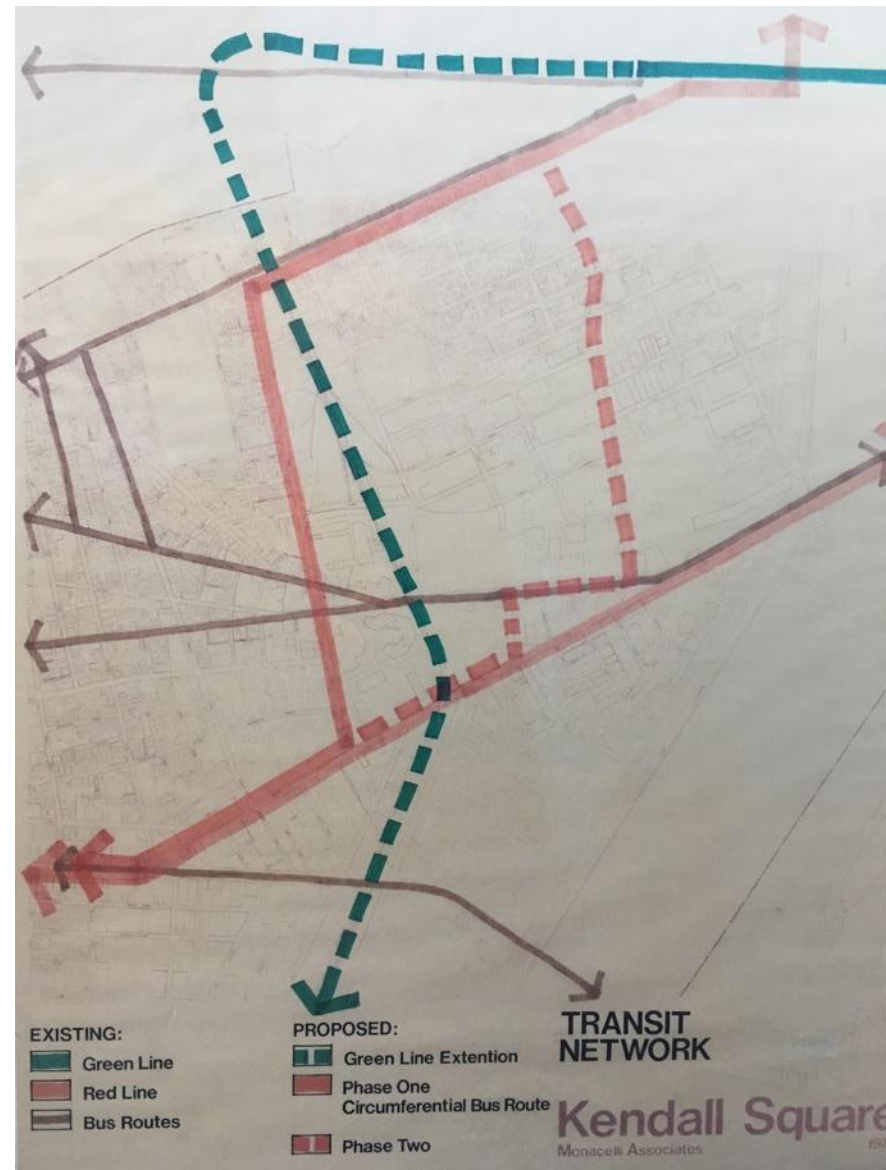 EXISTING:
Green Line
Red Line
Bus Routes
PROPOSED:
Green Line Extention
Phase One
Circumferential Bus Route
Phase Two
TRANSIT
NETWORK
Kendall Square
Monacelli Associates